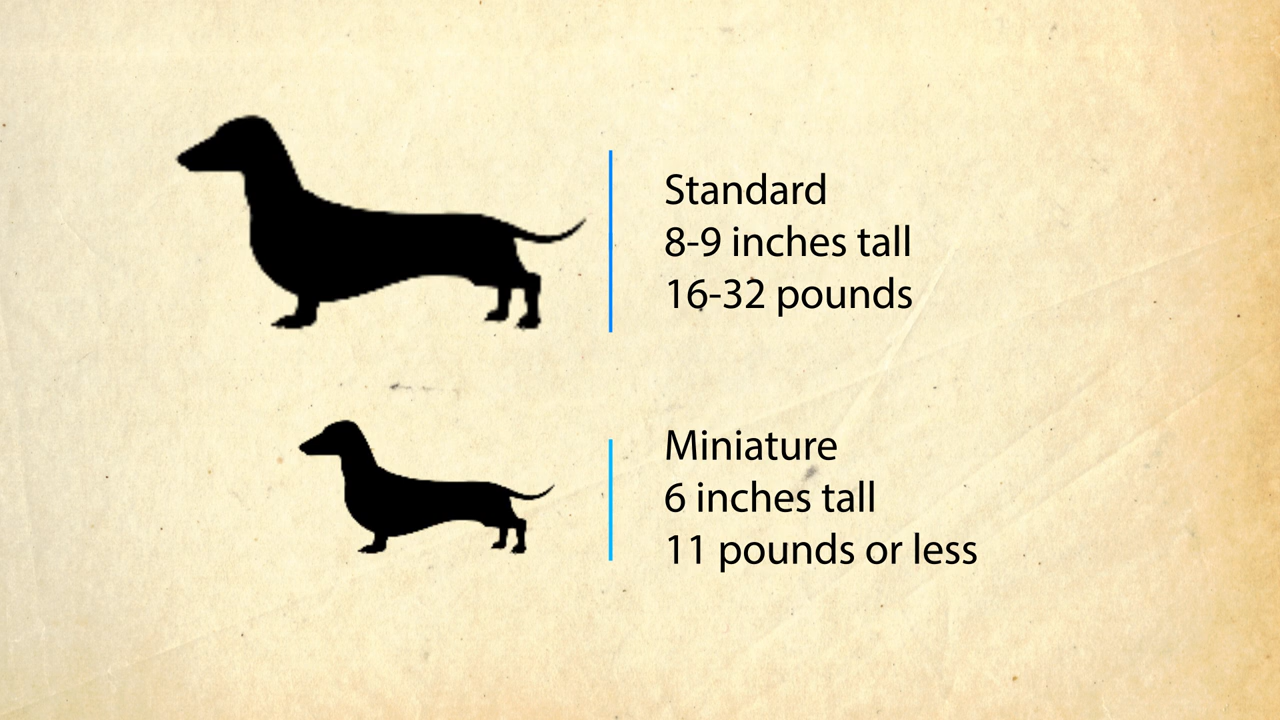 Standard
8-9 inches tall
16-32 pounds
Miniature
6 inches tall
11 pounds or less